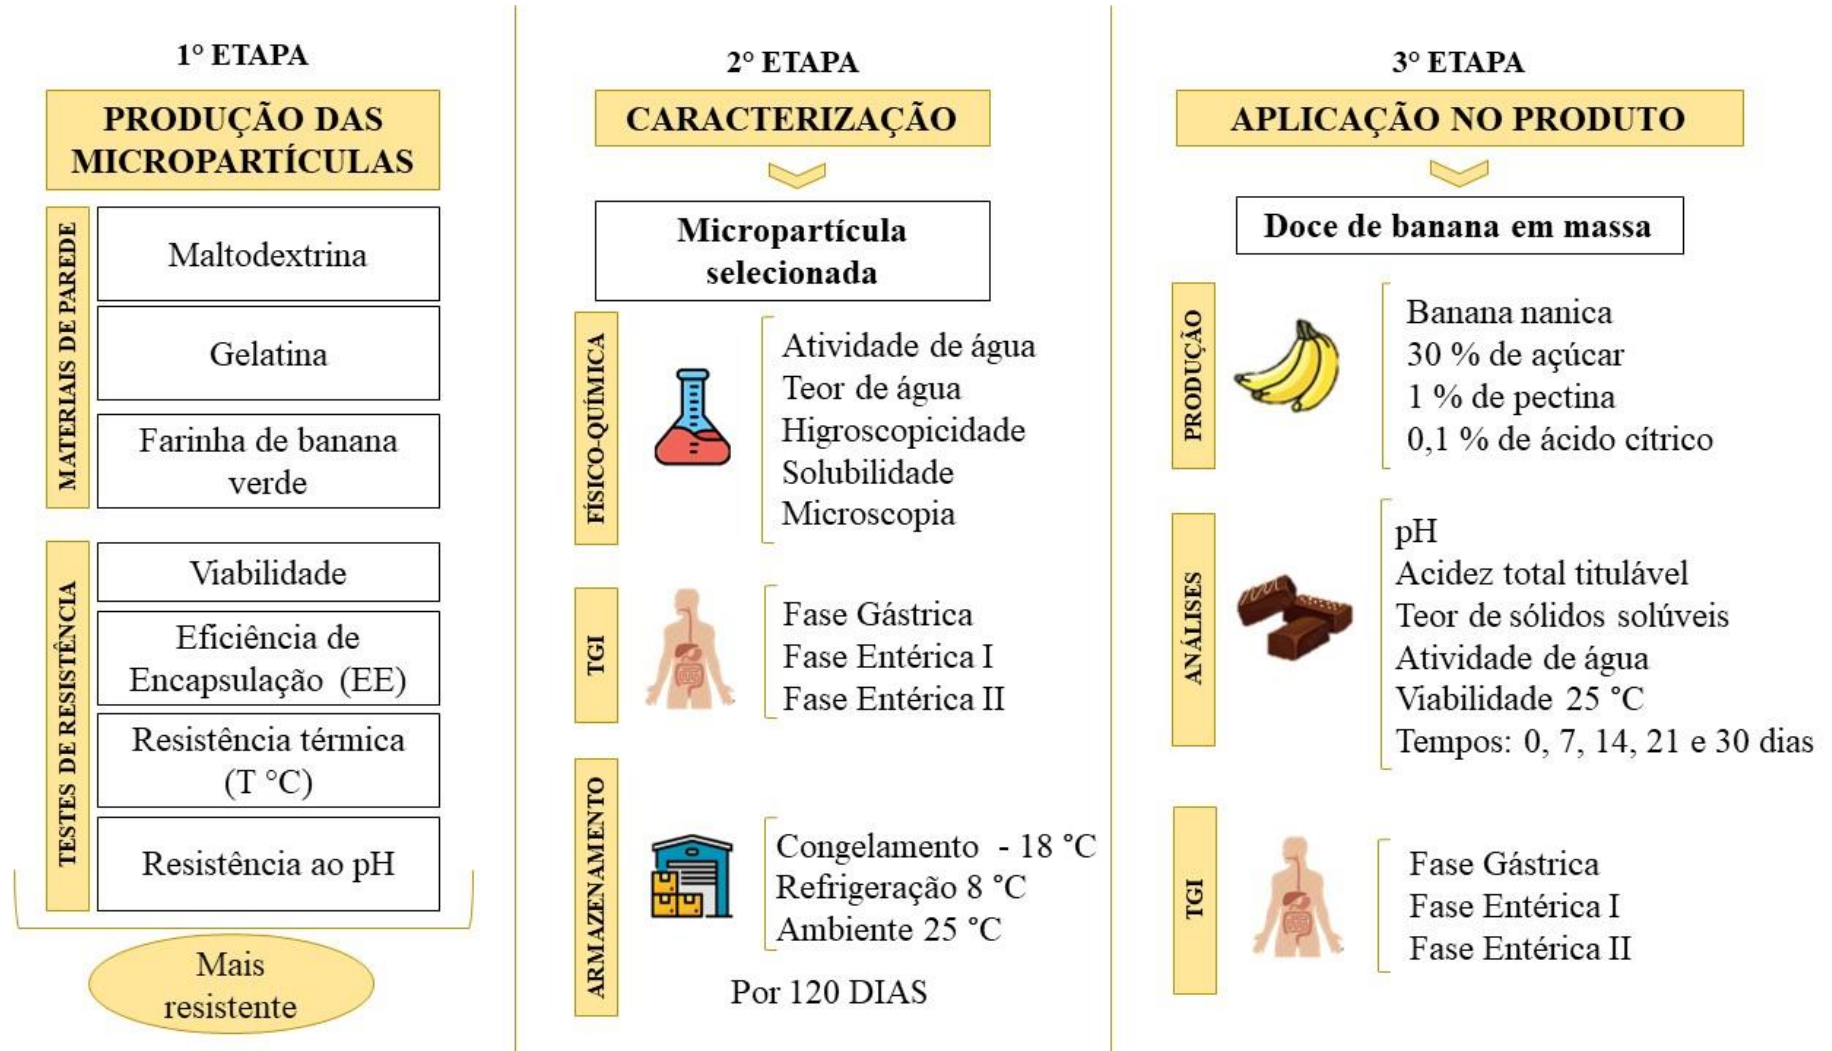 1° ETAPA
PRODUÇÃO DAS
MICROPARTÍCULAS
MATERIAIS DE PAREDE
Maltodextrina
Gelatina
Farinha de banana
verde
TESTES DE RESISTÊNCIA
Viabilidade
Eficiência de
Encapsulação (EE)
Resistência térmica
(T °C)
Resistência ao pH
Mais
resistente
2° ETAPA
CARACTERIZAÇÃO
Micropartícula
selecionada
FÍSICO-QUÍMICA
Atividade de água
Teor de água
Higroscopicidade
Solubilidade
Microscopia
TGI
Fase Gástrica
Fase Entérica I
Fase Entérica II
ARMAZENAMENTO
Congelamento - 18 °C
Refrigeração 8 °C
Ambiente 25 °C
Por 120 DIAS
3° ETAPA
APLICAÇÃO NO PRODUTO
Doce de banana em massa
PRODUÇÃO
Banana nanica
30 % de açúcar
1 % de pectina
0,1 % de ácido cítrico
ANÁLISES
pH
Acidez total titulável
Teor de sólidos solúveis
Atividade de água
Viabilidade 25 °C
Tempos: 0, 7, 14, 21 e 30 dias
TGI
Fase Gástrica
Fase Entérica I
Fase Entérica II